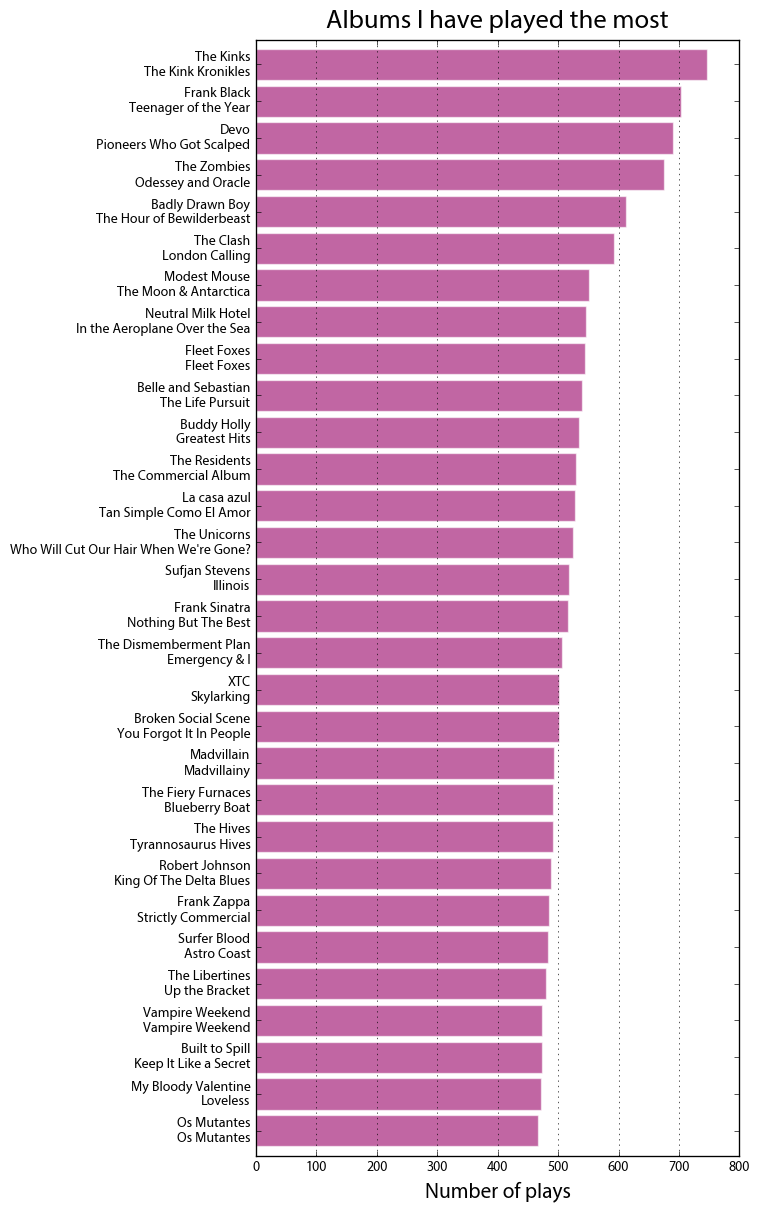 Albums I have played the most
The Kinks
The Kink Kronikles
Frank Black
Teenager of the Year
Devo
Pioneers Who Got Scalped
The Zombies
Odessey and Oracle
Badly Drawn Boy
The Hour of Bewilderbeast
The Clash
London Calling
Modest Mouse
The Moon & Antarctica
Neutral Milk Hotel
In the Aeroplane Over the Sea
Fleet Foxes
Fleet Foxes
Belle and Sebastian
The Life Pursuit
Buddy Holly
Greatest Hits
The Residents
The Commercial Album
La casa azul
Tan Simple Como El Amor
The Unicorns
Who Will Cut Our Hair When We're Gone?
Sufjan Stevens
Illinois
Frank Sinatra
Nothing But The Best
The Dismemberment Plan
Emergency & I
XTC
Skylarking
Broken Social Scene
You Forgot It In People
Madvillain
Madvillainy
The Fiery Furnaces
Blueberry Boat
The Hives
Tyrannosaurus Hives
Robert Johnson
King Of The Delta Blues
Frank Zappa
Strictly Commercial
Surfer Blood
Astro Coast
The Libertines
Up the Bracket
Vampire Weekend
Vampire Weekend
Built to Spill
Keep It Like a Secret
My Bloody Valentine
Loveless
Os Mutantes
Os Mutantes
0 100 200 300 400 500 600 700 800
Number of plays